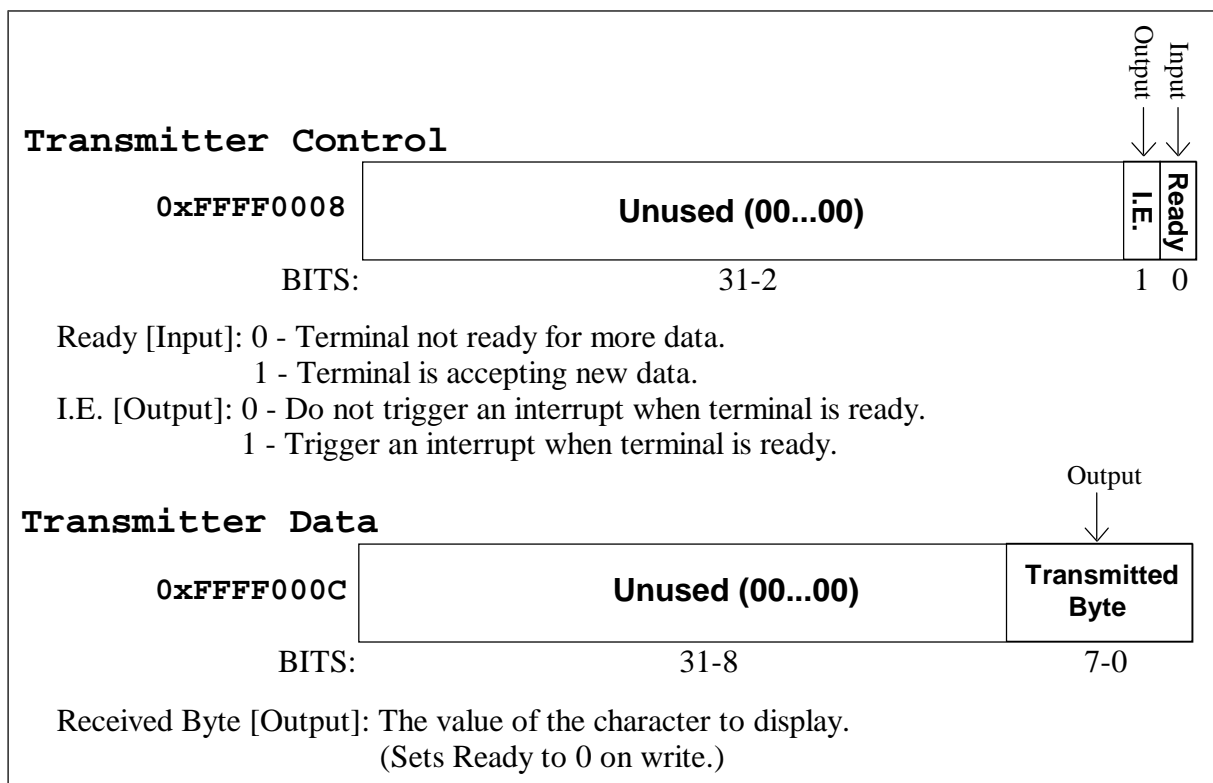 Output
Input
Transmitter Control
0xFFFF0008
Unused (00...00)
I.E.
Ready
BITS:
31-2
1
0
Ready [Input]: 0 - Terminal not ready for more data.
1 - Terminal is accepting new data.
I.E. [Output]: 0 - Do not trigger an interrupt when terminal is ready.
1 - Trigger an interrupt when terminal is ready.
Output
Transmitter Data
0xFFFF000C
Unused (00...00)
Transmitted
Byte
BITS:
31-8
7-0
Received Byte [Output]: The value of the character to display.
(Sets Ready to 0 on write.)